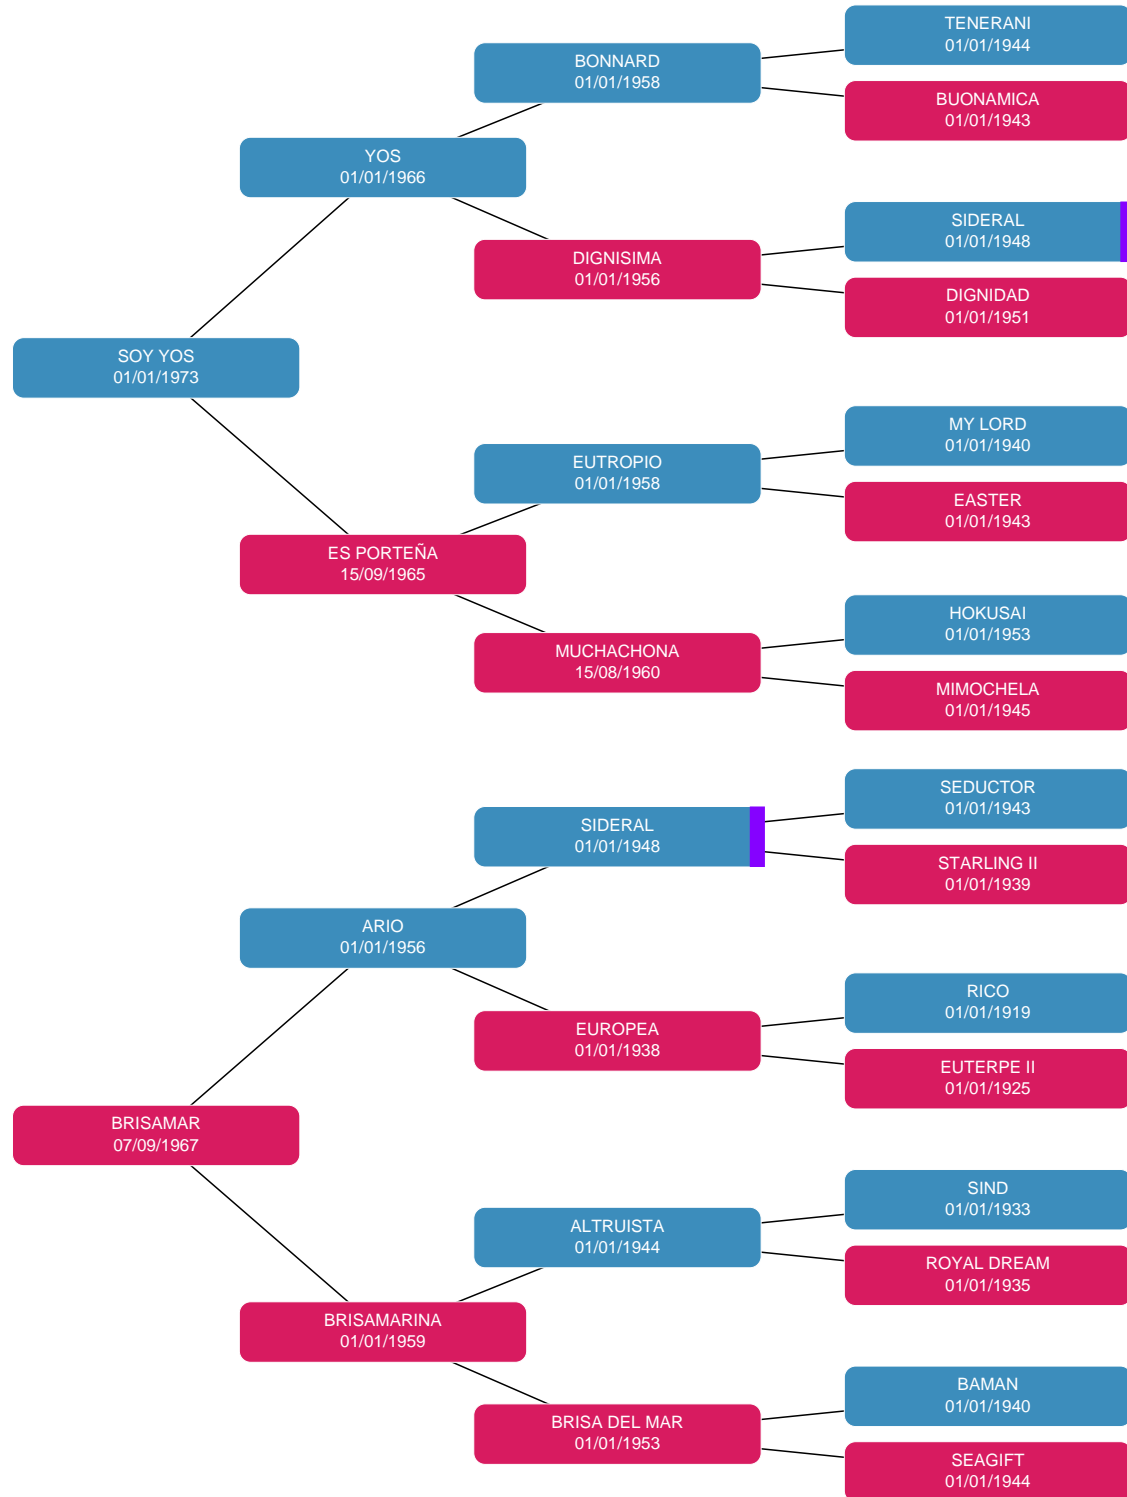 TENERANI
01/01/1944
BONNARD
01/01/1958
BUONAMICA
01/01/1943
YOS
01/01/1966
SIDERAL
01/01/1948
DIGNISIMA
01/01/1956
DIGNIDAD
01/01/1951
SOY YOS
01/01/1973
MY LORD
01/01/1940
EUTROPIO
01/01/1958
EASTER
01/01/1943
ES PORTEÑA
15/09/1965
HOKUSAI
01/01/1953
MUCHACHONA
15/08/1960
MIMOCHELA
01/01/1945
SEDUCTOR
01/01/1943
SIDERAL
01/01/1948
STARLING II
01/01/1939
ARIO
01/01/1956
RICO
01/01/1919
EUROPEA
01/01/1938
EUTERPE II
01/01/1925
BRISAMAR
07/09/1967
SIND
01/01/1933
ALTRUISTA
01/01/1944
ROYAL DREAM
01/01/1935
BRISAMARINA
01/01/1959
BAMAN
01/01/1940
BRISA DEL MAR
01/01/1953
SEAGIFT
01/01/1944